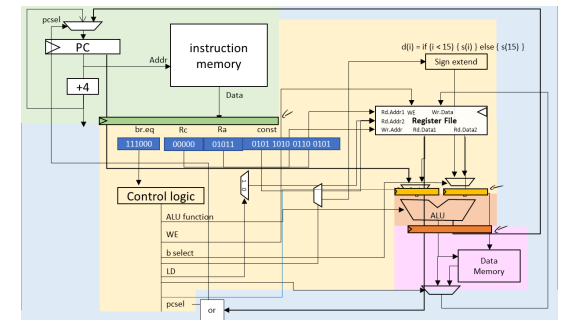 pcsel
PC
+4
Addr
instruction
memory
Data
d(i) = if (i < 15) { s(i) } else { s(15) }
Sign extend
Rd.Addr1 WE Wr.Data
Rd.Addr2 Register File
Wr.Addr Rd.Data1 Rd.Data2
br.eq Rc Ra const
111000 00000 01011 0101 1010 0110 0101
Control logic
1 0
ALU function
WE
b select
LD
pcsel
or
ALU
Data
Memory